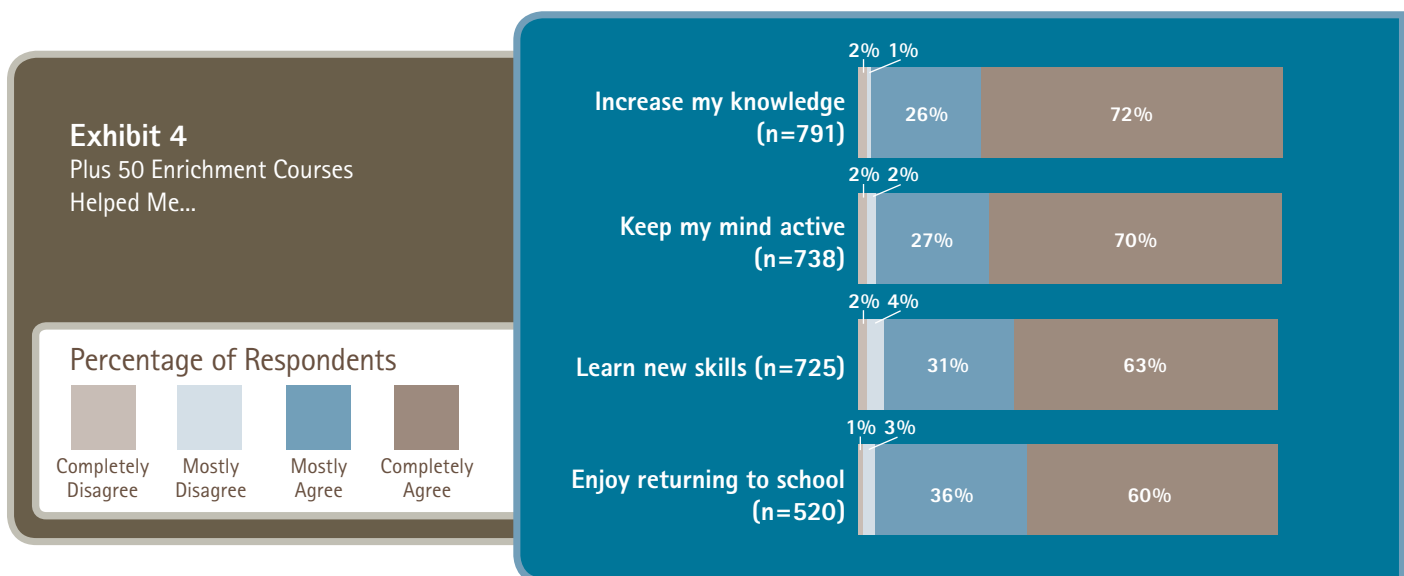 Exhibit 4
Plus 50 Enrichment Courses
Helped Me...
Percentage of Respondents
Completely
Disagree
Mostly
Disagree
Mostly
Agree
Completely
Agree
2% 1%
Increase my knowledge
(n=791)
26% 72%
2% 2%
Keep my mind active
(n=738)
27% 70%
2% 4%
Learn new skills (n=725)
31% 63%
1% 3%
Enjoy returning to school
(n=520)
36% 60%